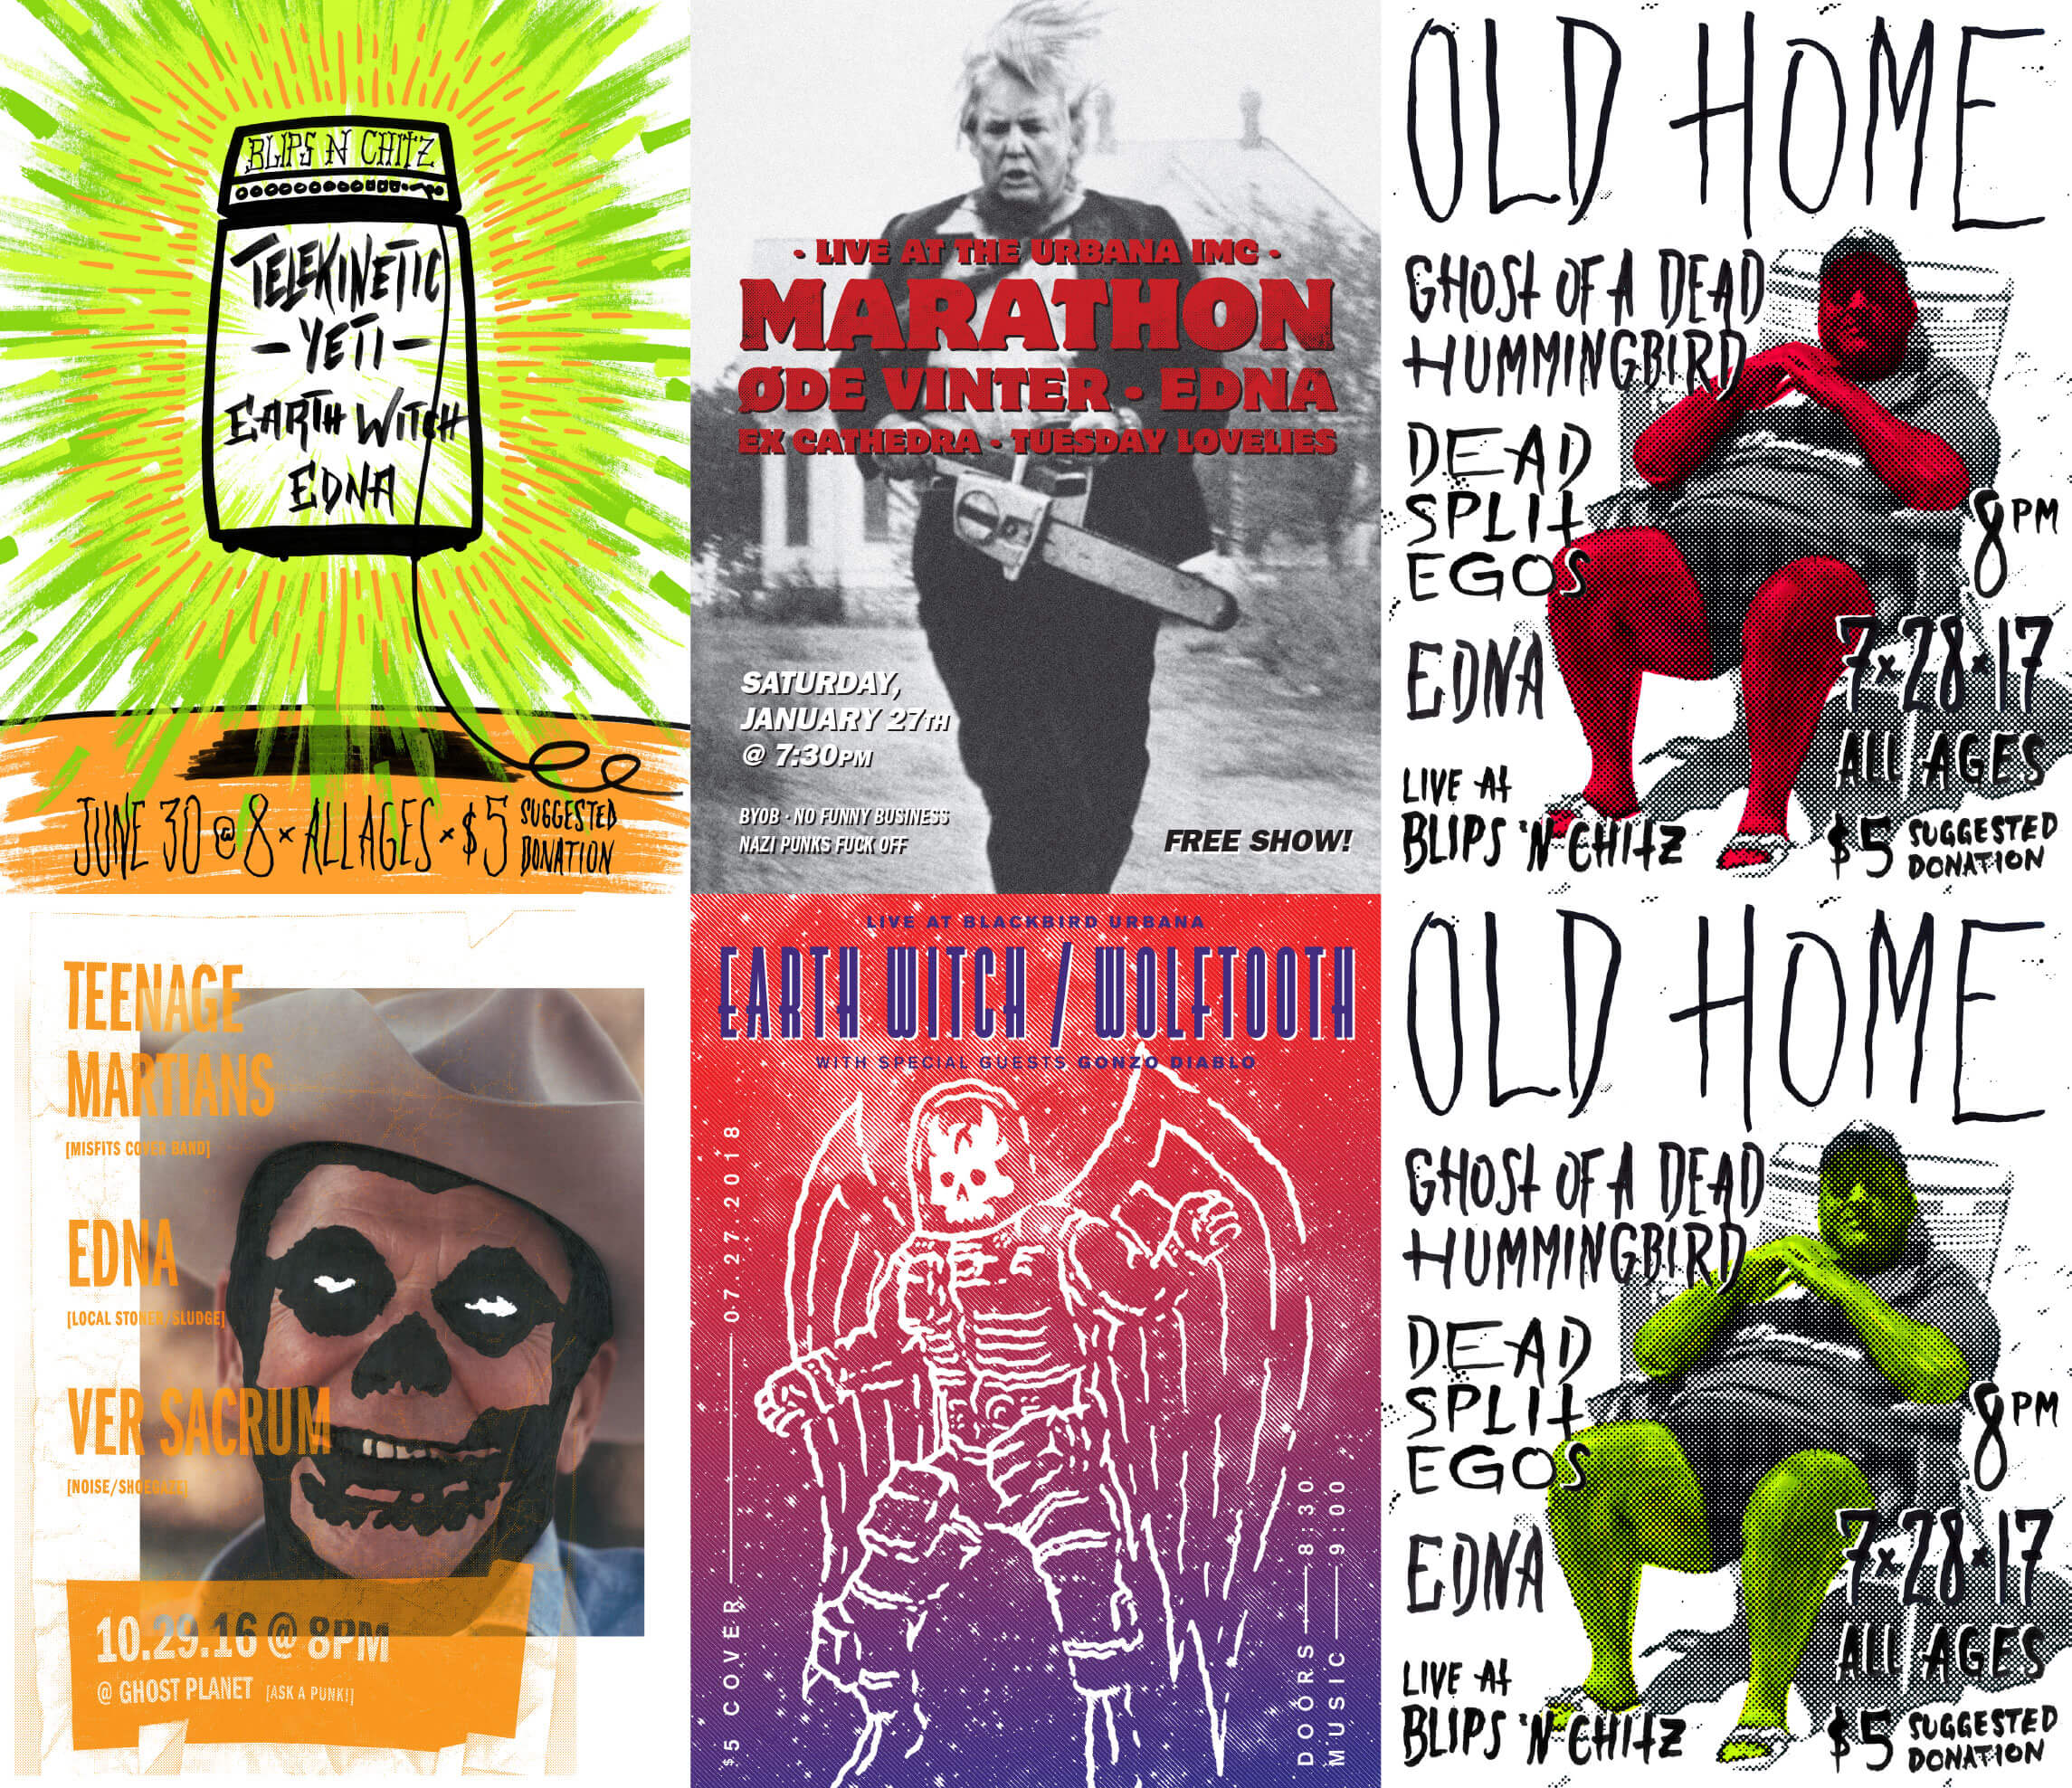 BLIPS N CHITZ
TELEKINETIC
-YETI-
EARTH WITCH
EDNA
JUNE 30 @ 8 × ALL AGES × $5 SUGGESTED
DONATION
· LIVE AT THE URBANA IMC ·
MARATHON
ØDE VINTER · EDNA
EX CATHEDRA · TUESDAY LOVELIES
SATURDAY,
JANUARY 27TH
@ 7:30PM
BYOB · NO FUNNY BUSINESS
NAZI PUNKS FUCK OFF
FREE SHOW!
OLD HOME
GHOST OF A DEAD
HUMMINGBIRD
DEAD
SPLIT
EGOS
8PM
EDNA
7×28×17
ALL AGES
LIVE At
BLIPS 'N CHITZ
$5 SUGGESTED
DONATION
TEENAGE
MARTIANS
[MISFITS COVER BAND]
EDNA
[LOCAL STONER/SLUDGE]
VER SACRUM
[NOISE/SHOEGAZE]
10.29.16 @ 8PM
@ GHOST PLANET [ASK A PUNK!]
LIVE AT BLACKBIRD URBANA
EARTH WITCH / WOLFTOOTH
WITH SPECIAL GUESTS GONZO DIABLO
$5 COVER — 07.27.2018
DOORS — 8:30
MUSIC — 9:00
OLD HOME
GHOST OF A DEAD
HUMMINGBIRD
DEAD
SPLIT
EGOS
8PM
EDNA
7×28×17
ALL AGES
LIVE At
BLIPS 'N CHITZ
$5 SUGGESTED
DONATION